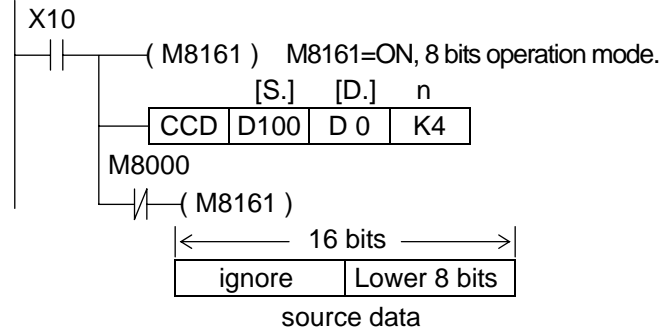 X10
( M8161 ) M8161=ON, 8 bits operation mode.
[S.] [D.] n
CCD D100 D 0 K4
M8000
( M8161 )
16 bits
ignore Lower 8 bits
source data